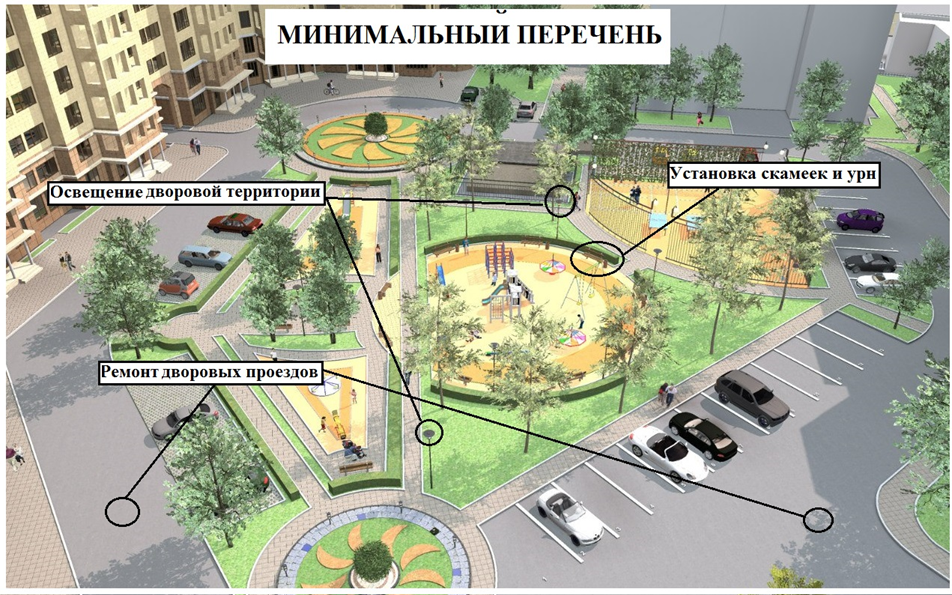 МИНИМАЛЬНЫЙ ПЕРЕЧЕНЬ
Установка скамеек и урн
Освещение дворовой территории
Ремонт дворовых проездов